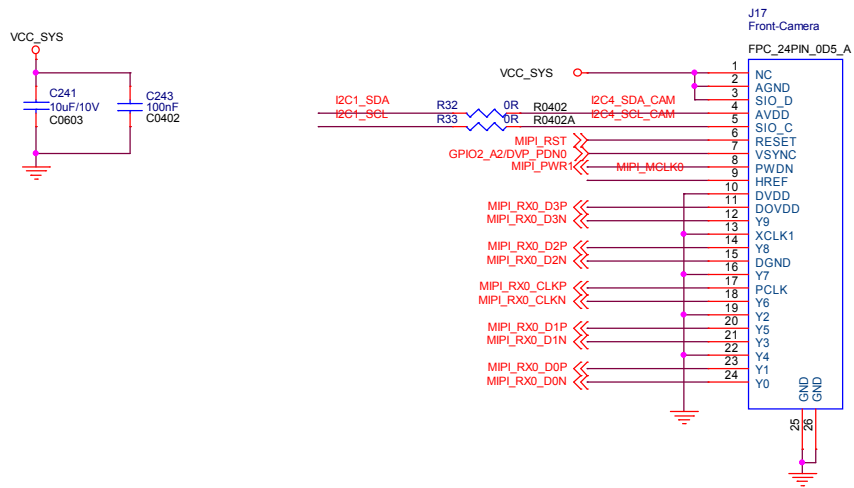 J17
Front-Camera
FPC_24PIN_0D5_A
VCC_SYS
C241
10uF/10V
C0603
C243
100nF
C0402
VCC_SYS
I2C1_SDA R32 0R R0402 I2C4_SDA_CAM
I2C1_SCL R33 0R R0402A I2C4_SCL_CAM
MIPI_RST
GPIO2_A2/DVP_PDN0
MIPI_PWR1 MIPI_MCLK0
MIPI_RX0_D3P
MIPI_RX0_D3N
MIPI_RX0_D2P
MIPI_RX0_D2N
MIPI_RX0_CLKP
MIPI_RX0_CLKN
MIPI_RX0_D1P
MIPI_RX0_D1N
MIPI_RX0_D0P
MIPI_RX0_D0N
1 NC
2 AGND
3 SIO_D
4 AVDD
5 SIO_C
6 RESET
7 VSYNC
8 PWDN
9 HREF
10 DVDD
11 DOVDD
12 Y9
13 XCLK1
14 Y8
15 DGND
16 Y7
17 PCLK
18 Y6
19 Y2
20 Y5
21 Y3
22 Y4
23 Y1
24 Y0
GND
GND
25
26